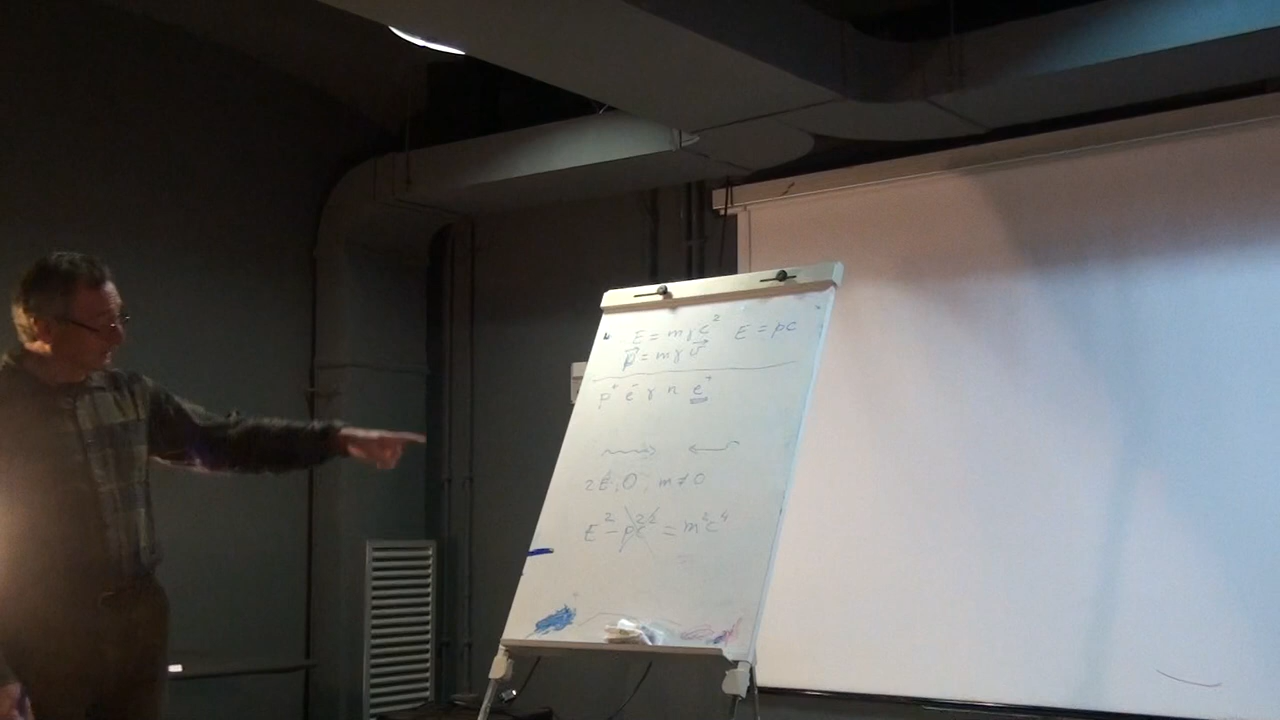 E = mγc² E = pc
p⃗ = mγv⃗
p⁺ e⁻ γ n e⁺
2E, 0, m ≠ 0
E² - p²c² = m²c⁴